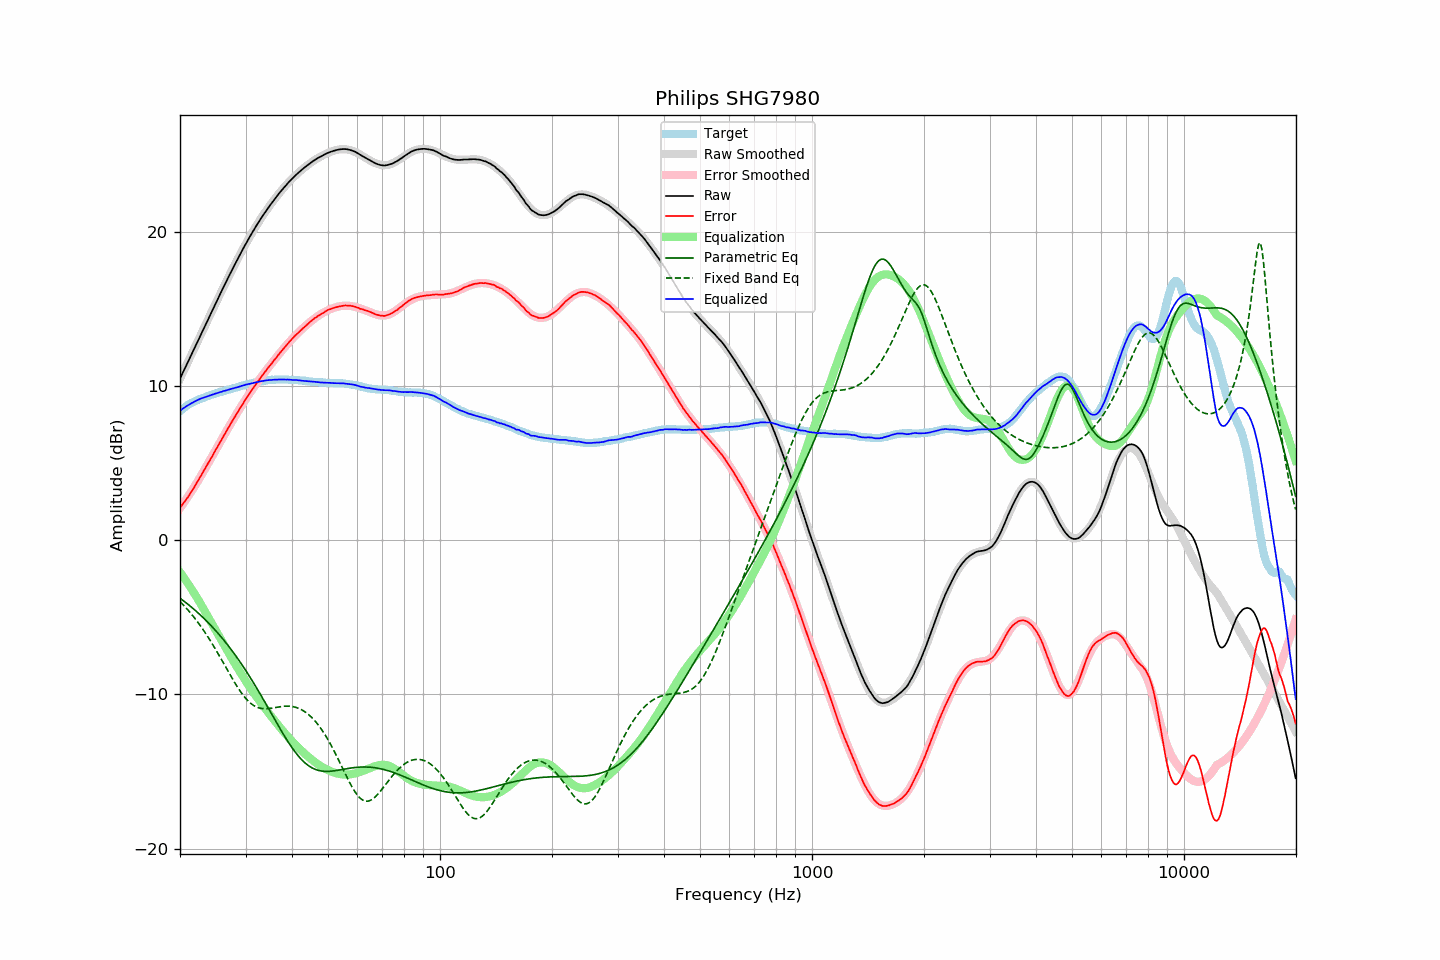 Philips SHG7980
Target
Raw Smoothed
Error Smoothed
Raw
Error
Equalization
Parametric Eq
Fixed Band Eq
Equalized
20
10
0
−10
−20
Amplitude (dBr)
100
1000
10000
Frequency (Hz)